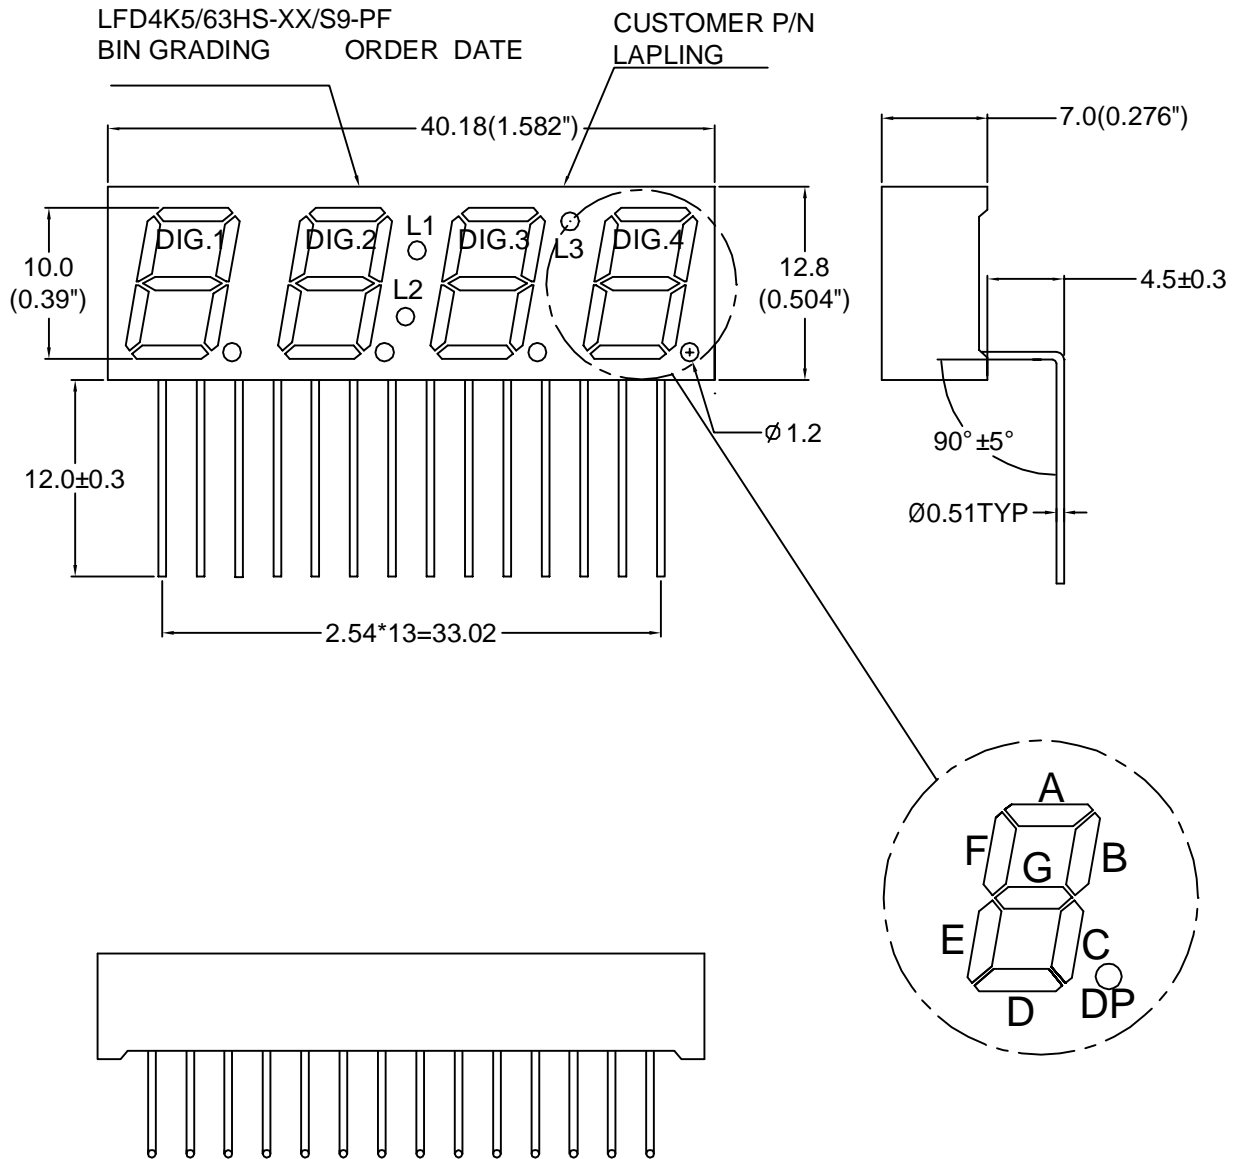 LFD4K5/63HS-XX/S9-PF
BIN GRADING ORDER DATE
CUSTOMER P/N
LAPLING
40.18(1.582")
7.0(0.276")
DIG.1
DIG.2
L1
DIG.3
L3
DIG.4
L2
10.0
(0.39")
12.8
(0.504")
4.5±0.3
Ø1.2
90°±5°
12.0±0.3
Ø0.51TYP
2.54*13=33.02
A
F
B
G
E
C
D
DP